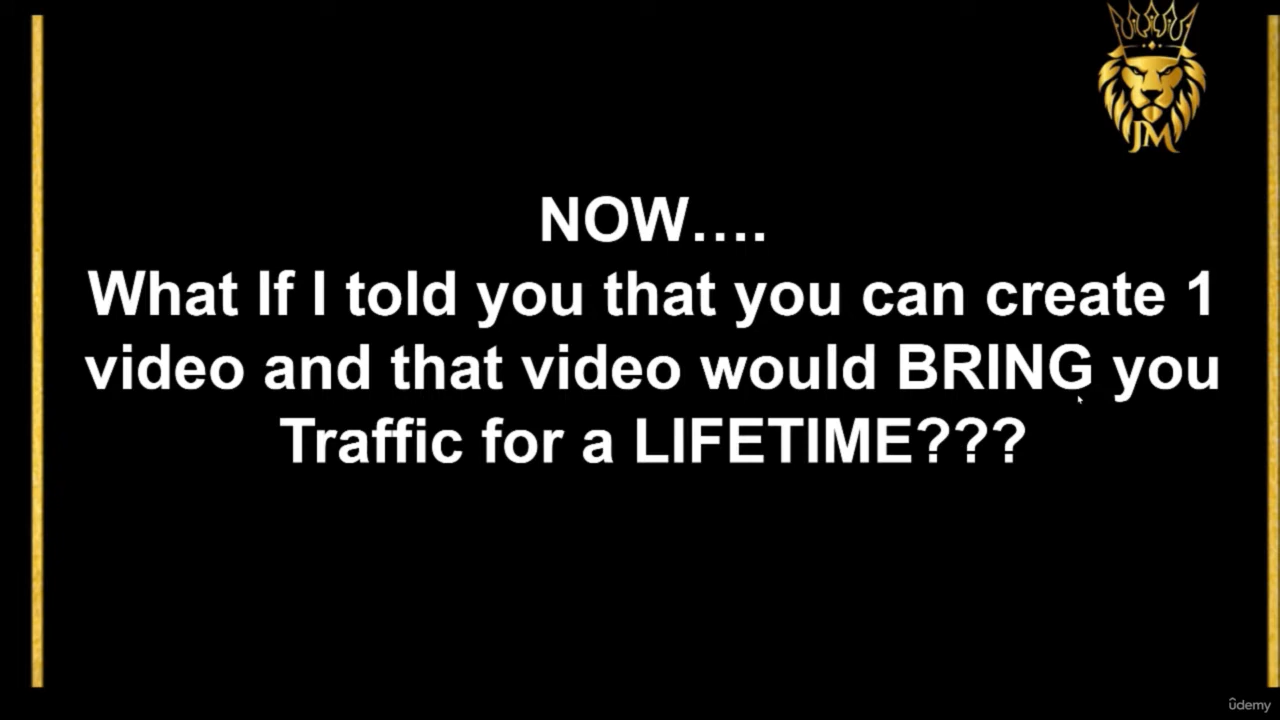 JM
NOW….
What If I told you that you can create 1
video and that video would BRING you
Traffic for a LIFETIME???
ûdemy